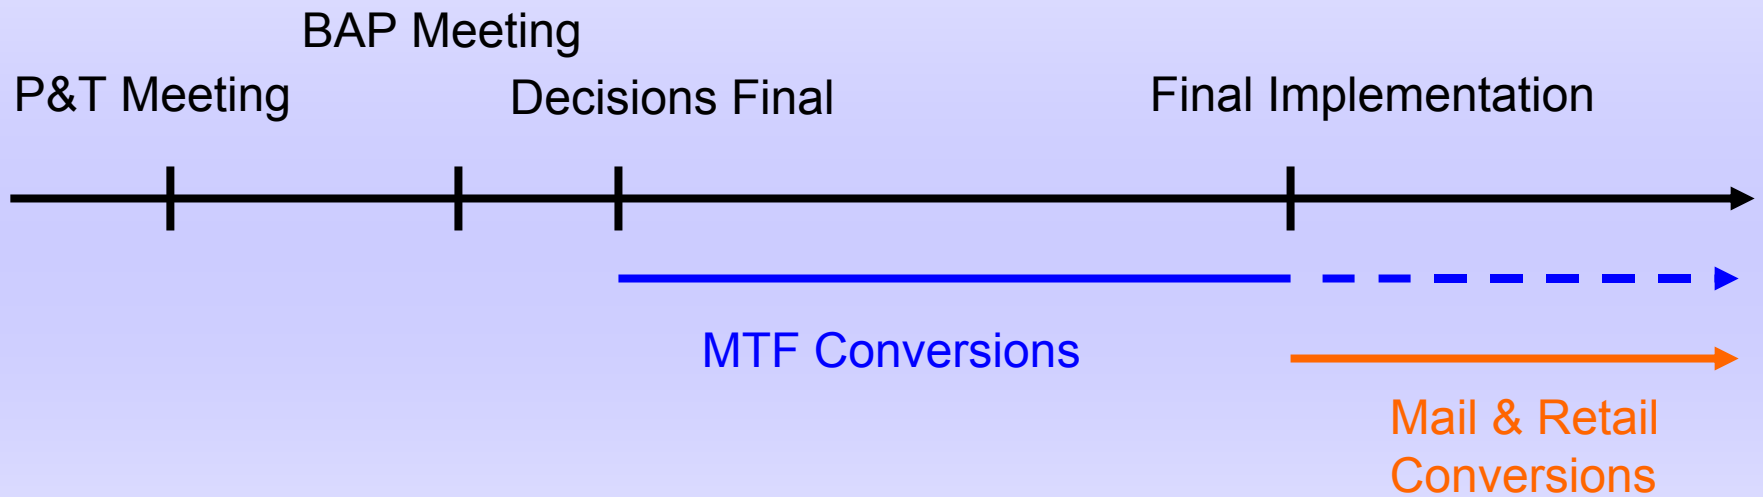 BAP Meeting
P&T Meeting
Decisions Final
Final Implementation
MTF Conversions
Mail & Retail
Conversions